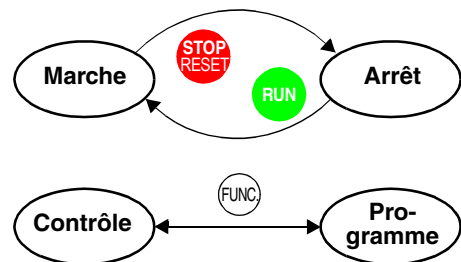 Marche
STOP
RESET
RUN
Arrêt
Contrôle
FUNC.
Pro-
gramme